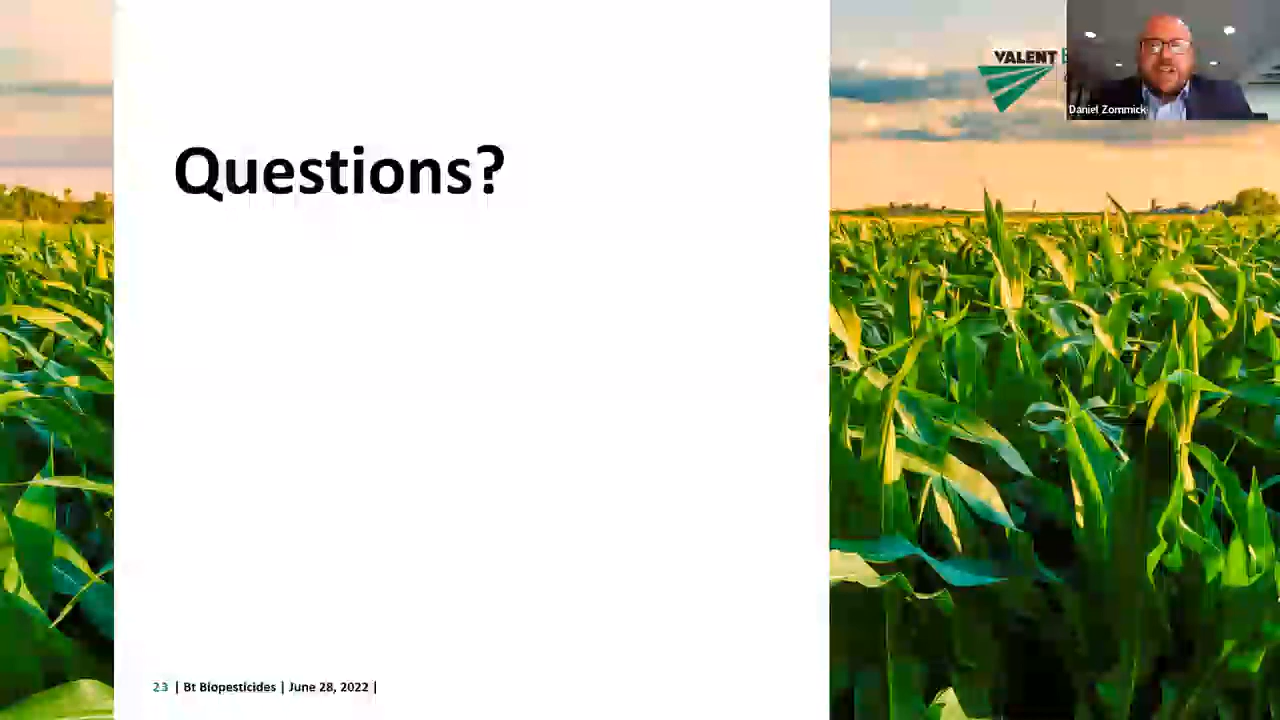 VALENT
Daniel Zommick
Questions?
23 | Bt Biopesticides | June 28, 2022 |